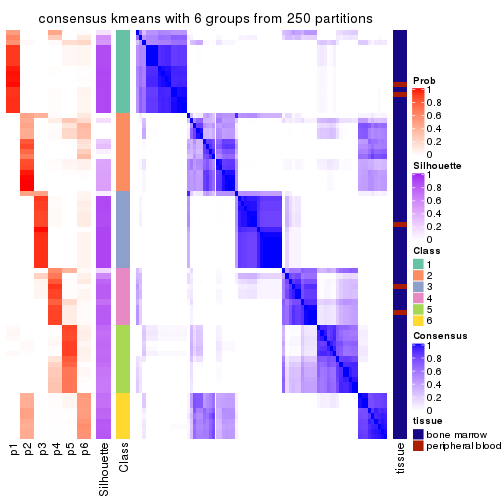 consensus kmeans with 6 groups from 250 partitions
Prob
1
0.8
0.6
0.4
0.2
0
Silhouette
1
0.8
0.6
0.4
0.2
0
Class
1
2
3
4
5
6
Consensus
1
0.8
0.6
0.4
0.2
0
tissue
bone marrow
peripheral blood
p1
p2
p3
p4
p5
p6
Silhouette
Class
tissue